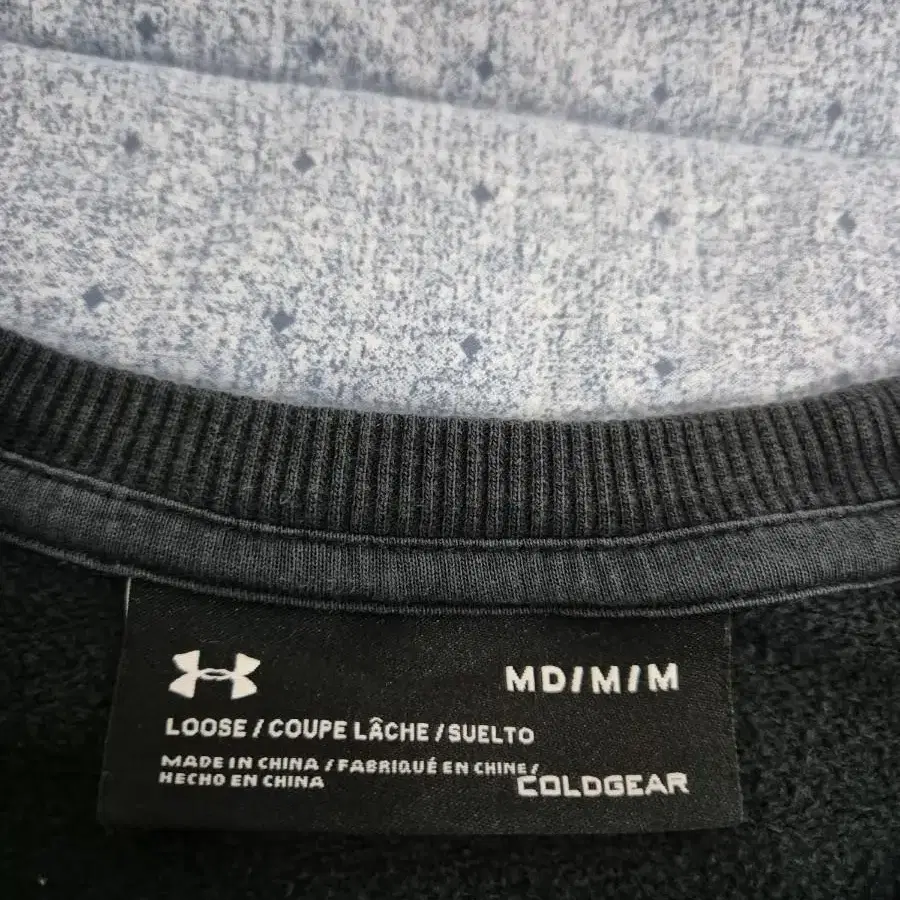 MD/M/M
LOOSE / COUPE LÂCHE / SUELTO
MADE IN CHINA / FABRIQUÉ EN CHINE /
HECHO EN CHINA
COLDGEAR